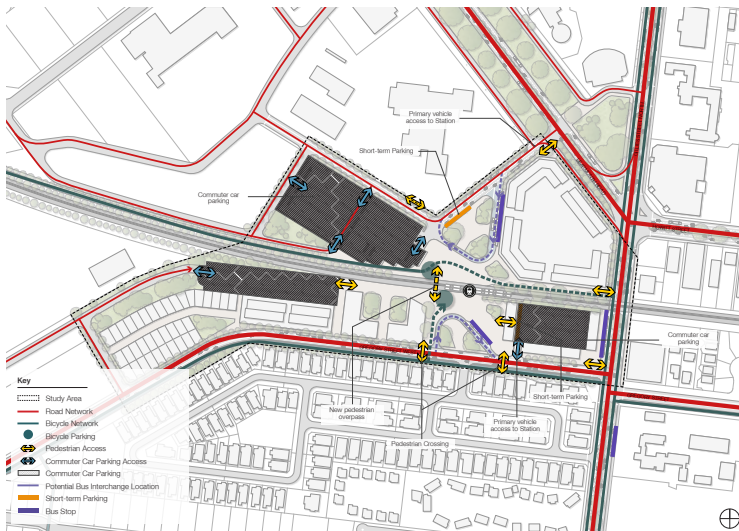 Primary vehicle
access to Station
Short-term Parking
Commuter car
parking
Commuter car
parking
Short-term Parking
New pedestrian
overpass
Primary vehicle
access to Station
Pedestrian Crossing
Key
Study Area
Road Network
Bicycle Network
Bicycle Parking
Pedestrian Access
Commuter Car Parking Access
Commuter Car Parking
Potential Bus Interchange Location
Short-term Parking
Bus Stop